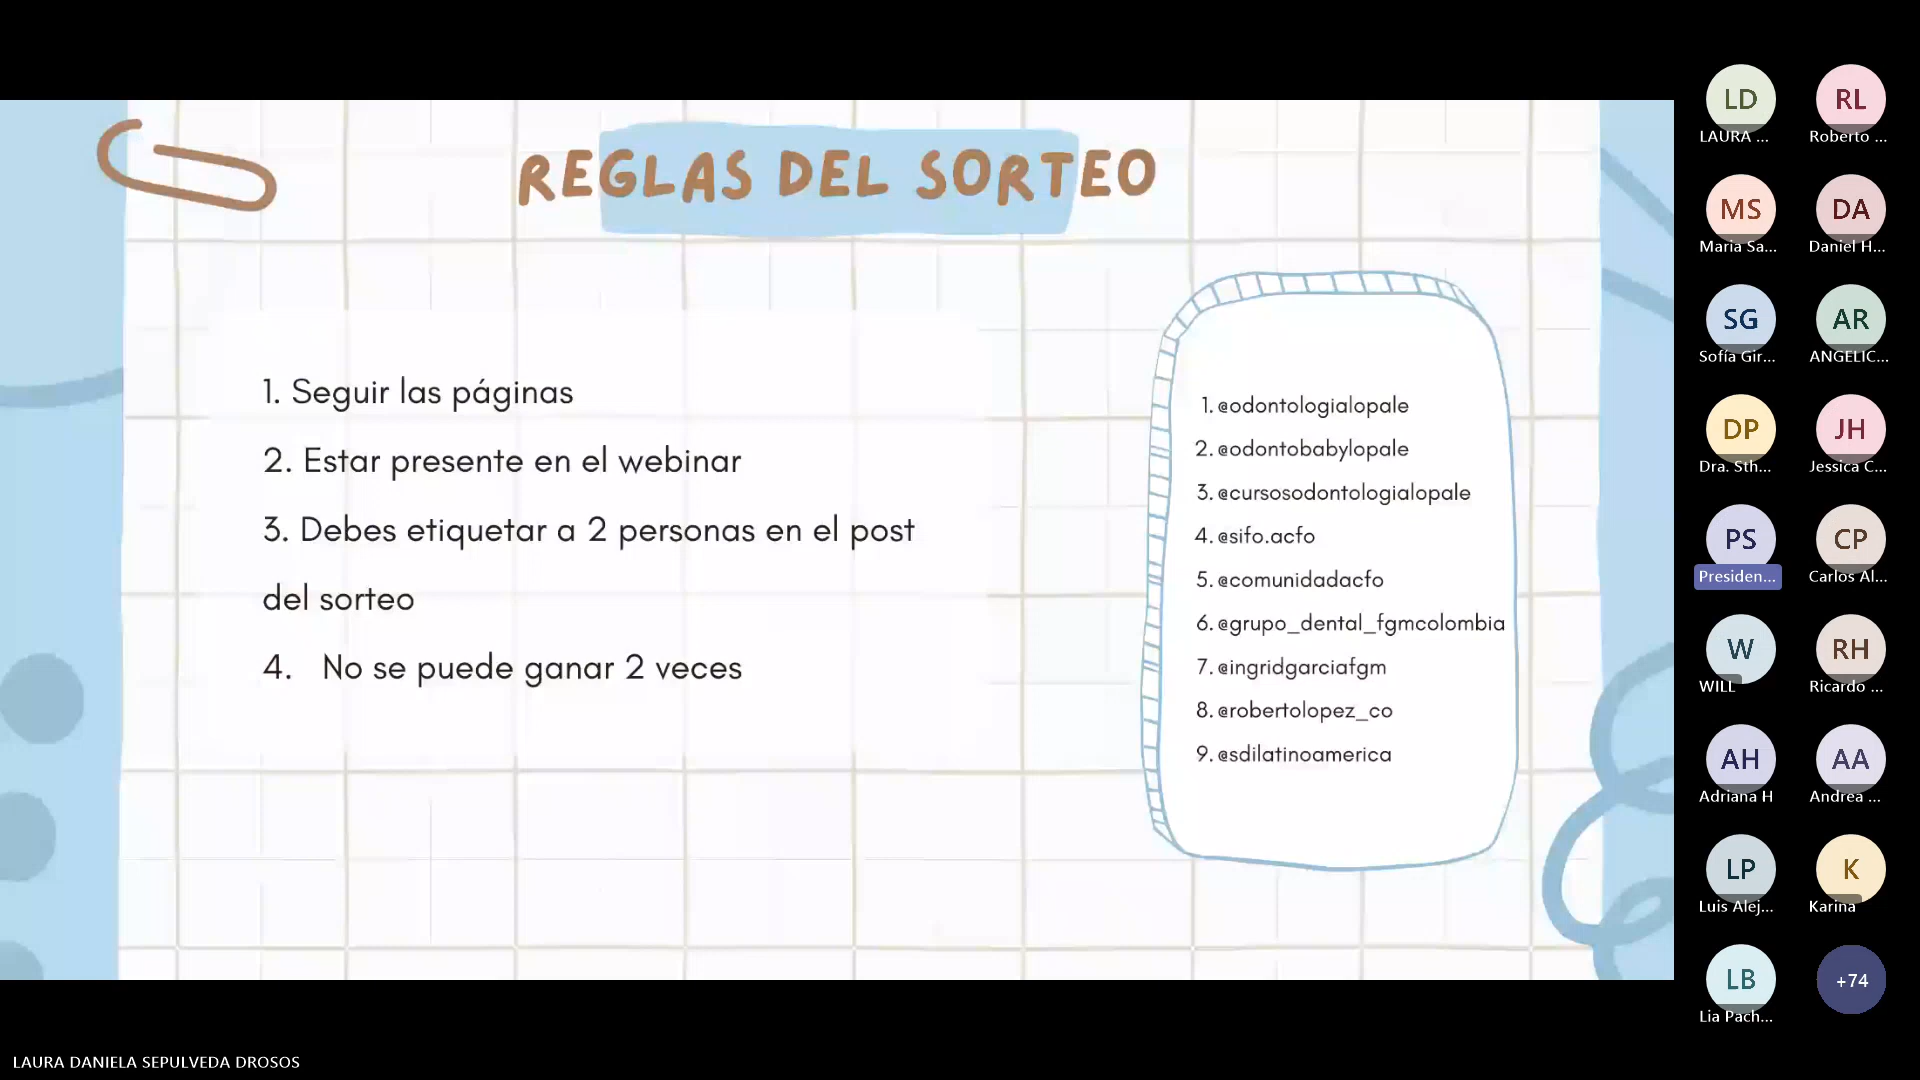 REGLAS DEL SORTEO
1. Seguir las páginas
2. Estar presente en el webinar
3. Debes etiquetar a 2 personas en el post
del sorteo
4. No se puede ganar 2 veces
1. @odontologialopale
2. @odontobabylopale
3. @cursosodontologialopale
4. @sifo.acfo
5. @comunidadacfo
6. @grupo_dental_fgmcolombia
7. @ingridgarciafgm
8. @robertolopez_co
9. @sdilatinoamerica
LD RL
LAURA ... Roberto ...
MS DA
Maria Sa... Daniel H...
SG AR
Sofía Gir... ANGELIC...
DP JH
Dra. Sth... Jessica C...
PS CP
Presiden... Carlos Al...
W RH
WILL Ricardo ...
AH AA
Adriana H Andrea ...
LP K
Luis Alej... Karina
LB +74
Lia Pach...
LAURA DANIELA SEPULVEDA DROSOS